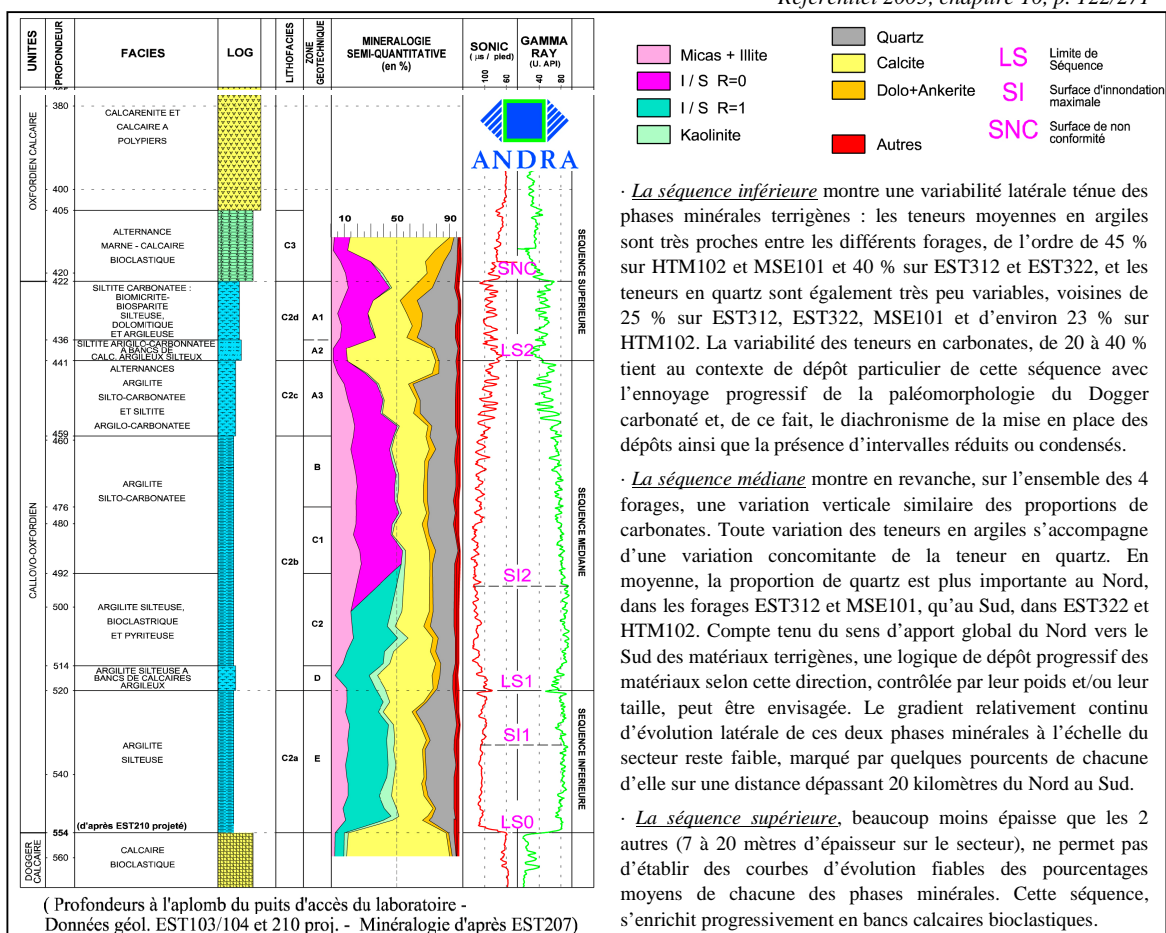 Référentiel 2005, chapitre 10, p. 122/271
UNITES
PROFONDEUR
FACIES
LOG
LITHOFACIES
ZONE GEOTECHNIQUE
MINERALOGIE
SEMI-QUANTITATIVE
(en %)
SONIC
( µs / pied)
100 60
GAMMA
RAY
(U. API)
40 80
ANDRA
10 50 90
OXFORDIEN CALCAIRE
CALLOVO-OXFORDIEN
DOGGER CALCAIRE
380
CALCARENITE ET
CALCAIRE A
POLYPIERS
400
405
ALTERNANCE
MARNE - CALCAIRE
BIOCLASTIQUE
C3
420
422
SILTITE CARBONATEE :
BIOMICRITE-
BIOSPARITE
SILTEUSE,
DOLOMITIQUE
ET ARGILEUSE
C2d
A1
436
SILTITE ARGILO-CARBONNATEE
A BANCS DE
CALC. ARGILEUX SILTEUX
A2
441
ALTERNANCES
ARGILITE
SILTO-CARBONATEE
ET SILTITE
ARGILO-CARBONATEE
C2c
A3
459
460
ARGILITE
SILTO-CARBONATEE
B
476
480
C1
C2b
492
500
ARGILITE SILTEUSE,
BIOCLASTRIQUE
ET PYRITEUSE
C2
514
ARGILITE SILTEUSE A
BANCS DE CALCAIRES
ARGILEUX
D
520
ARGILITE
SILTEUSE
C2a
E
540
(d'après EST210 projeté)
554
560
CALCAIRE
BIOCLASTIQUE
SNC
LS2
SI2
LS1
SI1
LS0
SEQUENCE SUPERIEURE
SEQUENCE MEDIANE
SEQUENCE INFERIEURE
( Profondeurs à l'aplomb du puits d'accès du laboratoire -
Données géol. EST103/104 et 210 proj. - Minéralogie d'après EST207)
Micas + Illite
I / S R=0
I / S R=1
Kaolinite
Quartz
Calcite
Dolo+Ankerite
Autres
LS Limite de Séquence
SI Surface d'innondation maximale
SNC Surface de non conformité
· La séquence inférieure montre une variabilité latérale ténue des
phases minérales terrigènes : les teneurs moyennes en argiles
sont très proches entre les différents forages, de l'ordre de 45 %
sur HTM102 et MSE101 et 40 % sur EST312 et EST322, et les
teneurs en quartz sont également très peu variables, voisines de
25 % sur EST312, EST322, MSE101 et d'environ 23 % sur
HTM102. La variabilité des teneurs en carbonates, de 20 à 40 %
tient au contexte de dépôt particulier de cette séquence avec
l'ennoyage progressif de la paléomorphologie du Dogger
carbonaté et, de ce fait, le diachronisme de la mise en place des
dépôts ainsi que la présence d'intervalles réduits ou condensés.
· La séquence médiane montre en revanche, sur l'ensemble des 4
forages, une variation verticale similaire des proportions de
carbonates. Toute variation des teneurs en argiles s'accompagne
d'une variation concomitante de la teneur en quartz. En
moyenne, la proportion de quartz est plus importante au Nord,
dans les forages EST312 et MSE101, qu'au Sud, dans EST322 et
HTM102. Compte tenu du sens d'apport global du Nord vers le
Sud des matériaux terrigènes, une logique de dépôt progressif des
matériaux selon cette direction, contrôlée par leur poids et/ou leur
taille, peut être envisagée. Le gradient relativement continu
d'évolution latérale de ces deux phases minérales à l'échelle du
secteur reste faible, marqué par quelques pourcents de chacune
d'elle sur une distance dépassant 20 kilomètres du Nord au Sud.
· La séquence supérieure, beaucoup moins épaisse que les 2
autres (7 à 20 mètres d'épaisseur sur le secteur), ne permet pas
d'établir des courbes d'évolution fiables des pourcentages
moyens de chacune des phases minérales. Cette séquence,
s'enrichit progressivement en bancs calcaires bioclastiques.